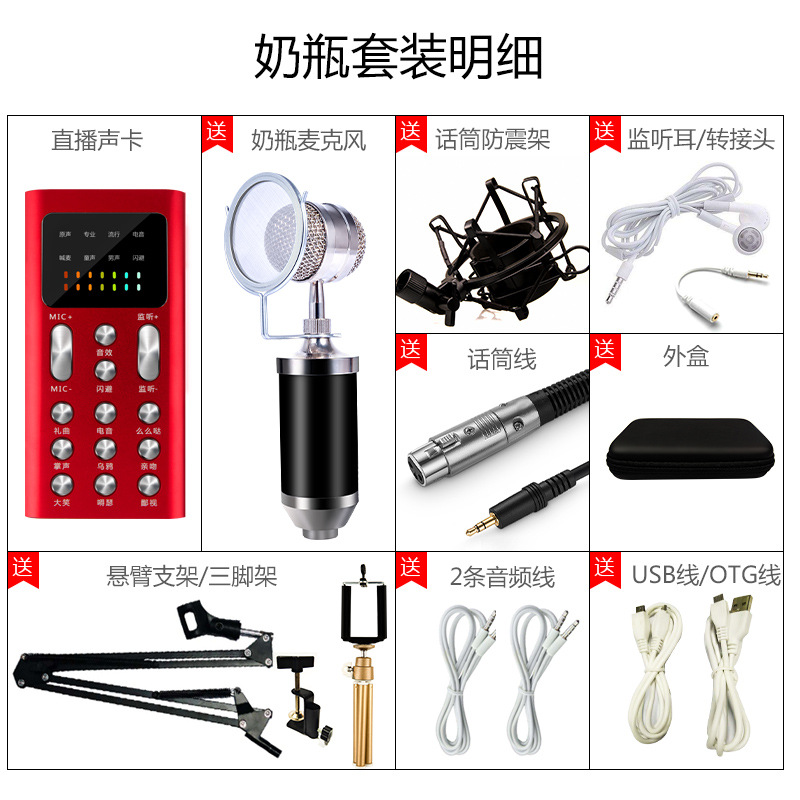 奶瓶套装明细
直播声卡
送
奶瓶麦克风
送
话筒防震架
送
监听耳/转接头
原声 专业 流行 电音
喊麦 童声 男声 闪避
MIC+ 监听+
音效
MIC- 闪避 监听-
礼曲 电音 么么哒
掌声 乌鸦 亲吻
大笑 嘚瑟 鄙视
送
话筒线
送
外盒
送
悬臂支架/三脚架
送
2条音频线
送
USB线/OTG线